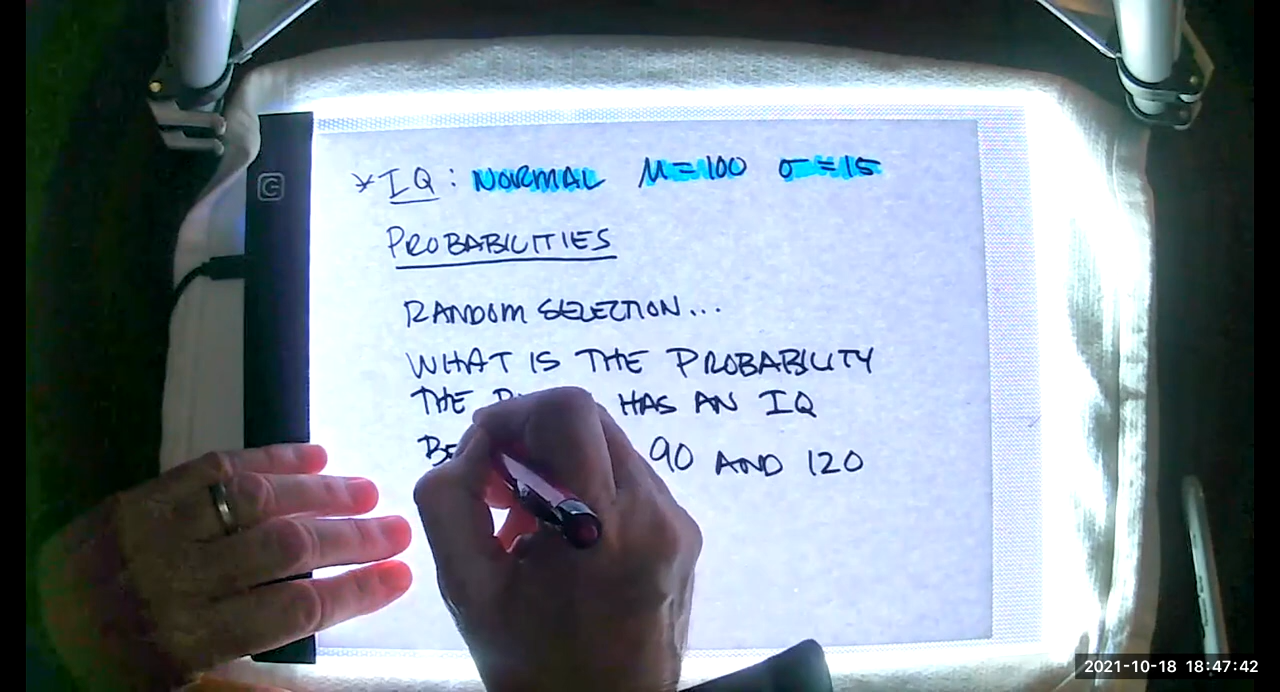 *IQ: NORMAL μ=100 σ=15
PROBABILITIES
RANDOM SELECTION...
WHAT IS THE PROBABILITY
THE HAS AN IQ
90 AND 120
2021-10-18 18:47:42